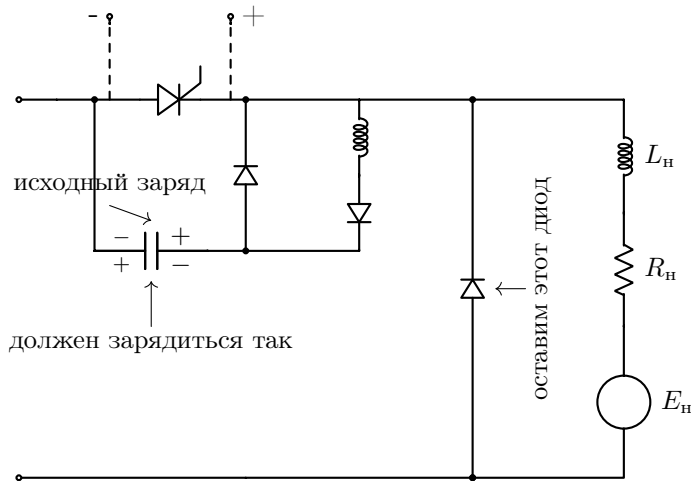 - +
исходный заряд
− +
+ −
должен зарядиться так
оставим этот диод
Lн
Rн
Eн